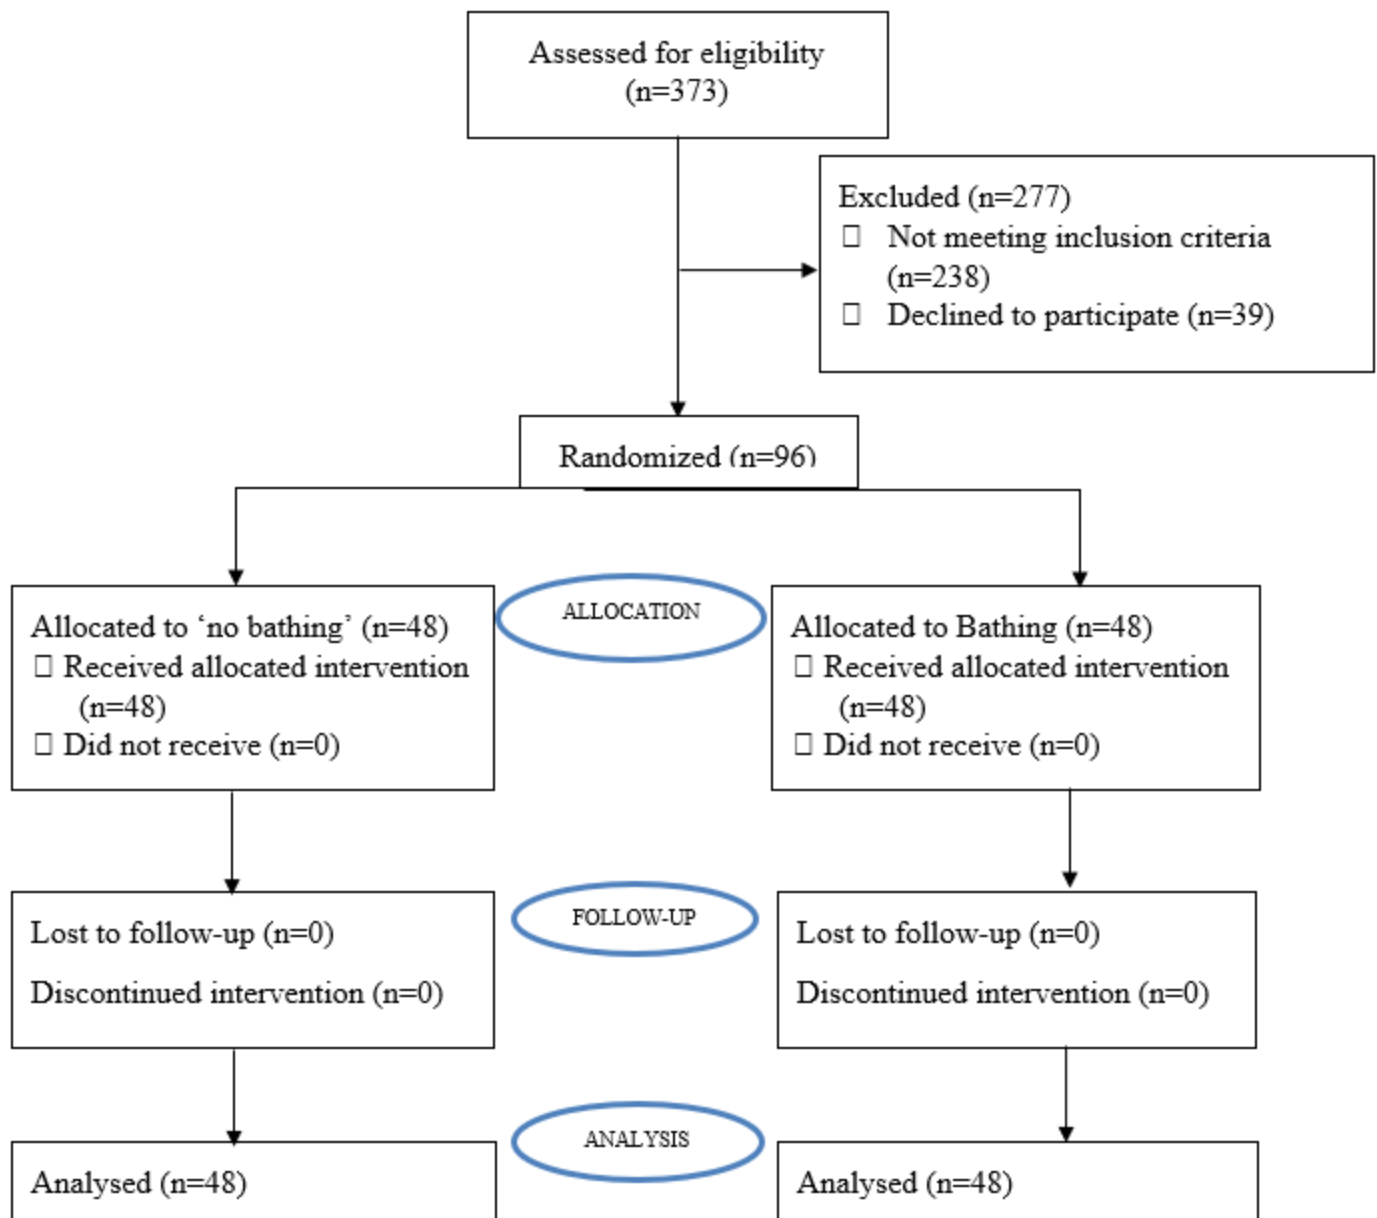 Assessed for eligibility
(n=373)
Excluded (n=277)
Not meeting inclusion criteria
(n=238)
Declined to participate (n=39)
Randomized (n=96)
ALLOCATION
Allocated to ‘no bathing’ (n=48)
Received allocated intervention
(n=48)
Did not receive (n=0)
Allocated to Bathing (n=48)
Received allocated intervention
(n=48)
Did not receive (n=0)
FOLLOW-UP
Lost to follow-up (n=0)
Discontinued intervention (n=0)
Lost to follow-up (n=0)
Discontinued intervention (n=0)
ANALYSIS
Analysed (n=48)
Analysed (n=48)